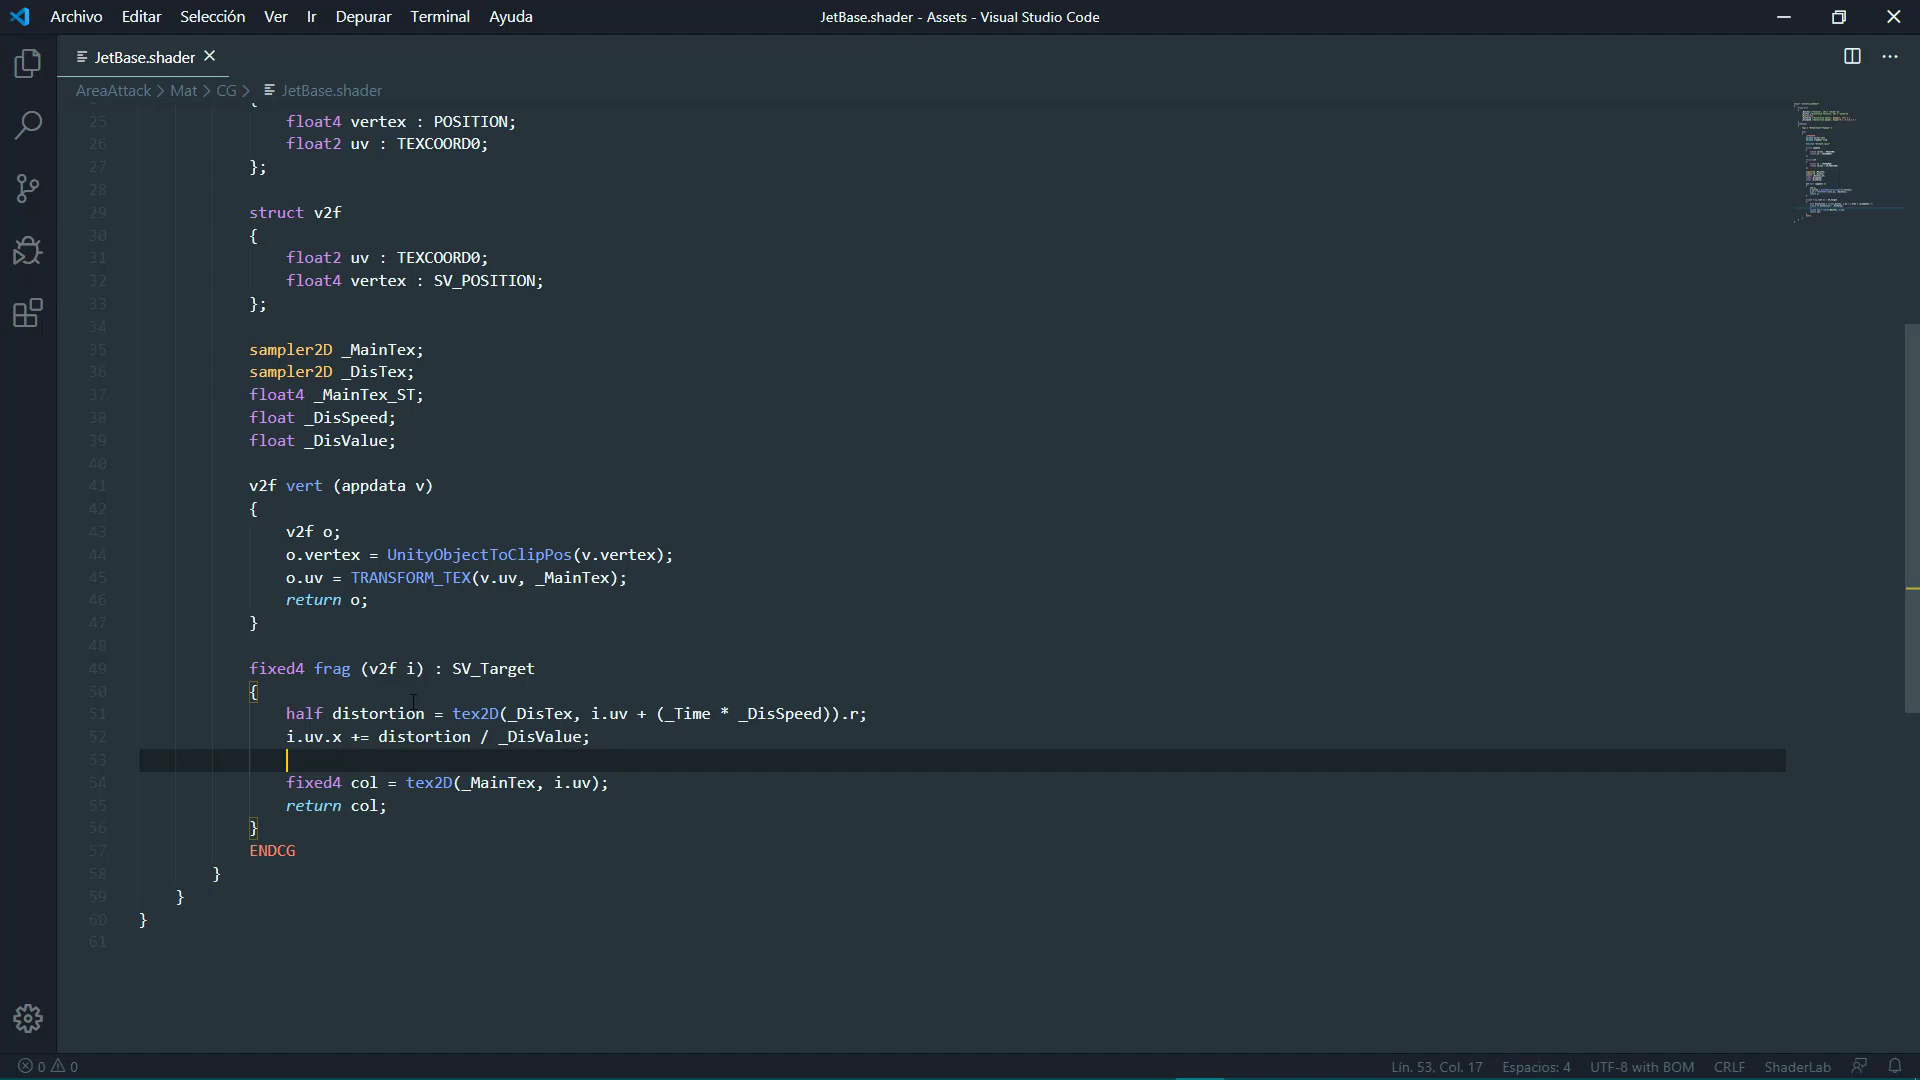 Archivo Editar Selección Ver Ir Depurar Terminal Ayuda
JetBase.shader - Assets - Visual Studio Code
JetBase.shader
AreaAttack > Mat > CG > JetBase.shader
{
25 float4 vertex : POSITION;
26 float2 uv : TEXCOORD0;
27 };
28
29 struct v2f
30 {
31 float2 uv : TEXCOORD0;
32 float4 vertex : SV_POSITION;
33 };
34
35 sampler2D _MainTex;
36 sampler2D _DisTex;
37 float4 _MainTex_ST;
38 float _DisSpeed;
39 float _DisValue;
40
41 v2f vert (appdata v)
42 {
43 v2f o;
44 o.vertex = UnityObjectToClipPos(v.vertex);
45 o.uv = TRANSFORM_TEX(v.uv, _MainTex);
46 return o;
47 }
48
49 fixed4 frag (v2f i) : SV_Target
50 {
51 half distortion = tex2D(_DisTex, i.uv + (_Time * _DisSpeed)).r;
52 i.uv.x += distortion / _DisValue;
53
54 fixed4 col = tex2D(_MainTex, i.uv);
55 return col;
56 }
57 ENDCG
58 }
59 }
60 }
61
0 0
Lín. 53, Col. 17 Espacios: 4 UTF-8 with BOM CRLF ShaderLab